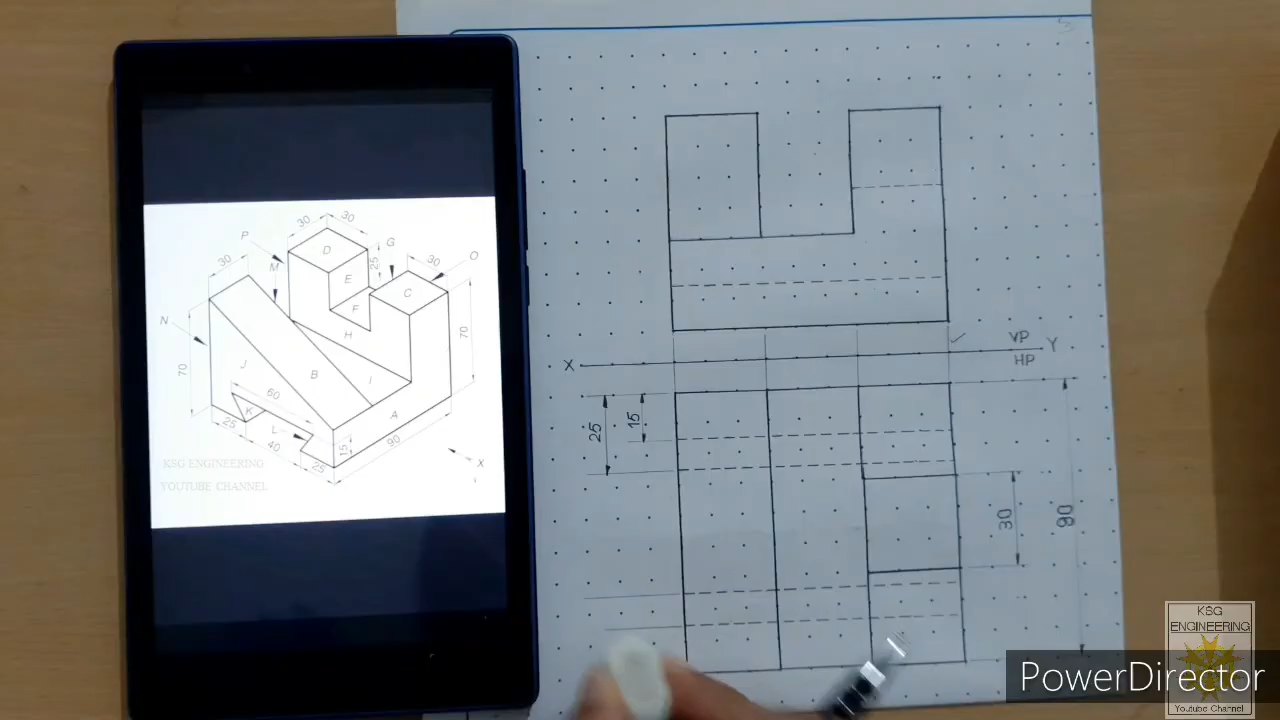 30
30
P
D
G
30
M
E
25
O
30
C
F
N
H
70
J
B
I
70
60
K
A
L
25
40
15
90
25
X
KSG ENGINEERING
YOUTUBE CHANNEL
VP
X
Y
HP
25
15
30
90
KSG
ENGINEERING
Youtube Channel
PowerDirector